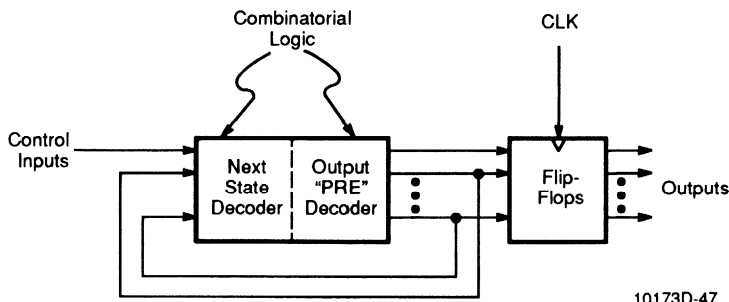 Combinatorial
Logic
CLK
Control
Inputs
Next
State
Decoder
Output
“PRE”
Decoder
Flip-
Flops
Outputs
10173D-47